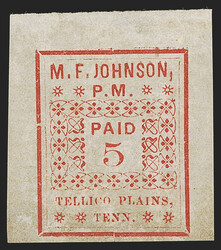 M. F. JOHNSON,
P. M.
PAID
5
TELLICO PLAINS,
TENN.